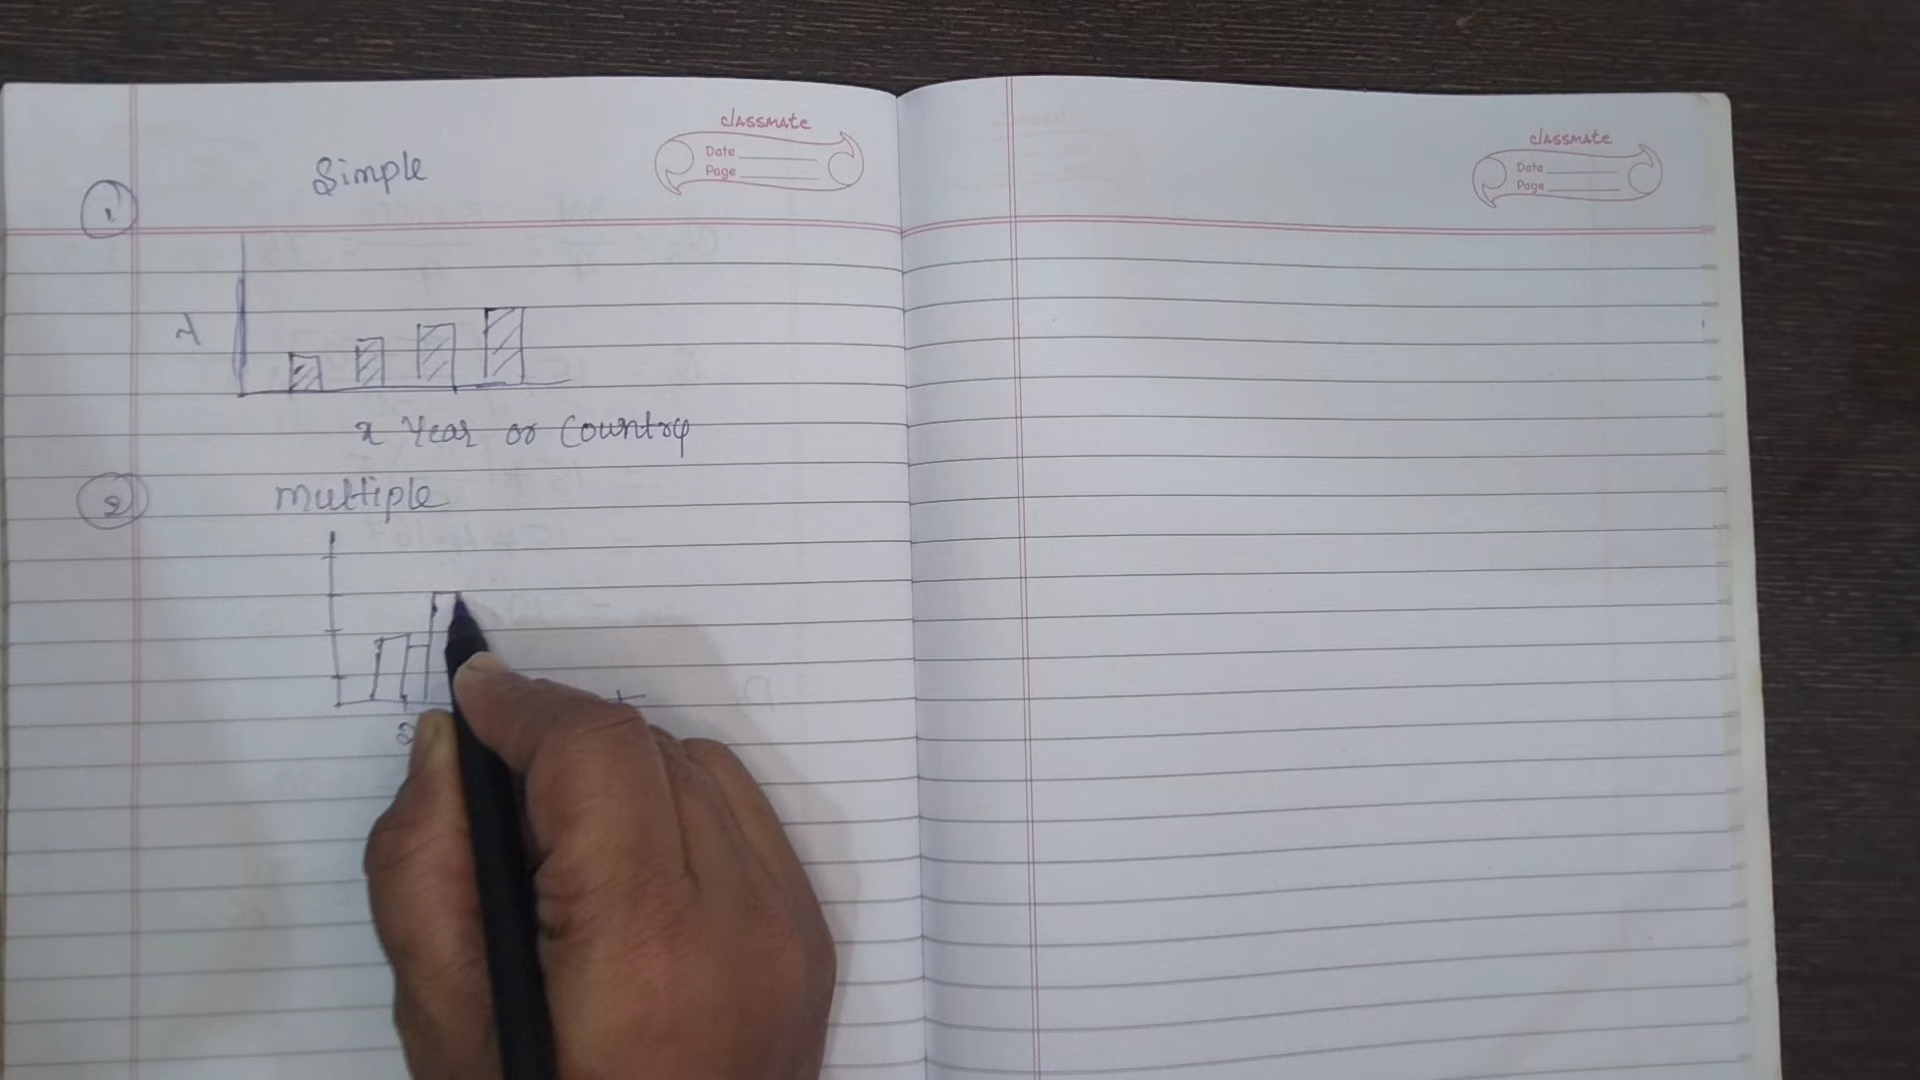 classmate
Date
Page
Simple
1
x Year or Country
2
multiple
classmate
Date
Page